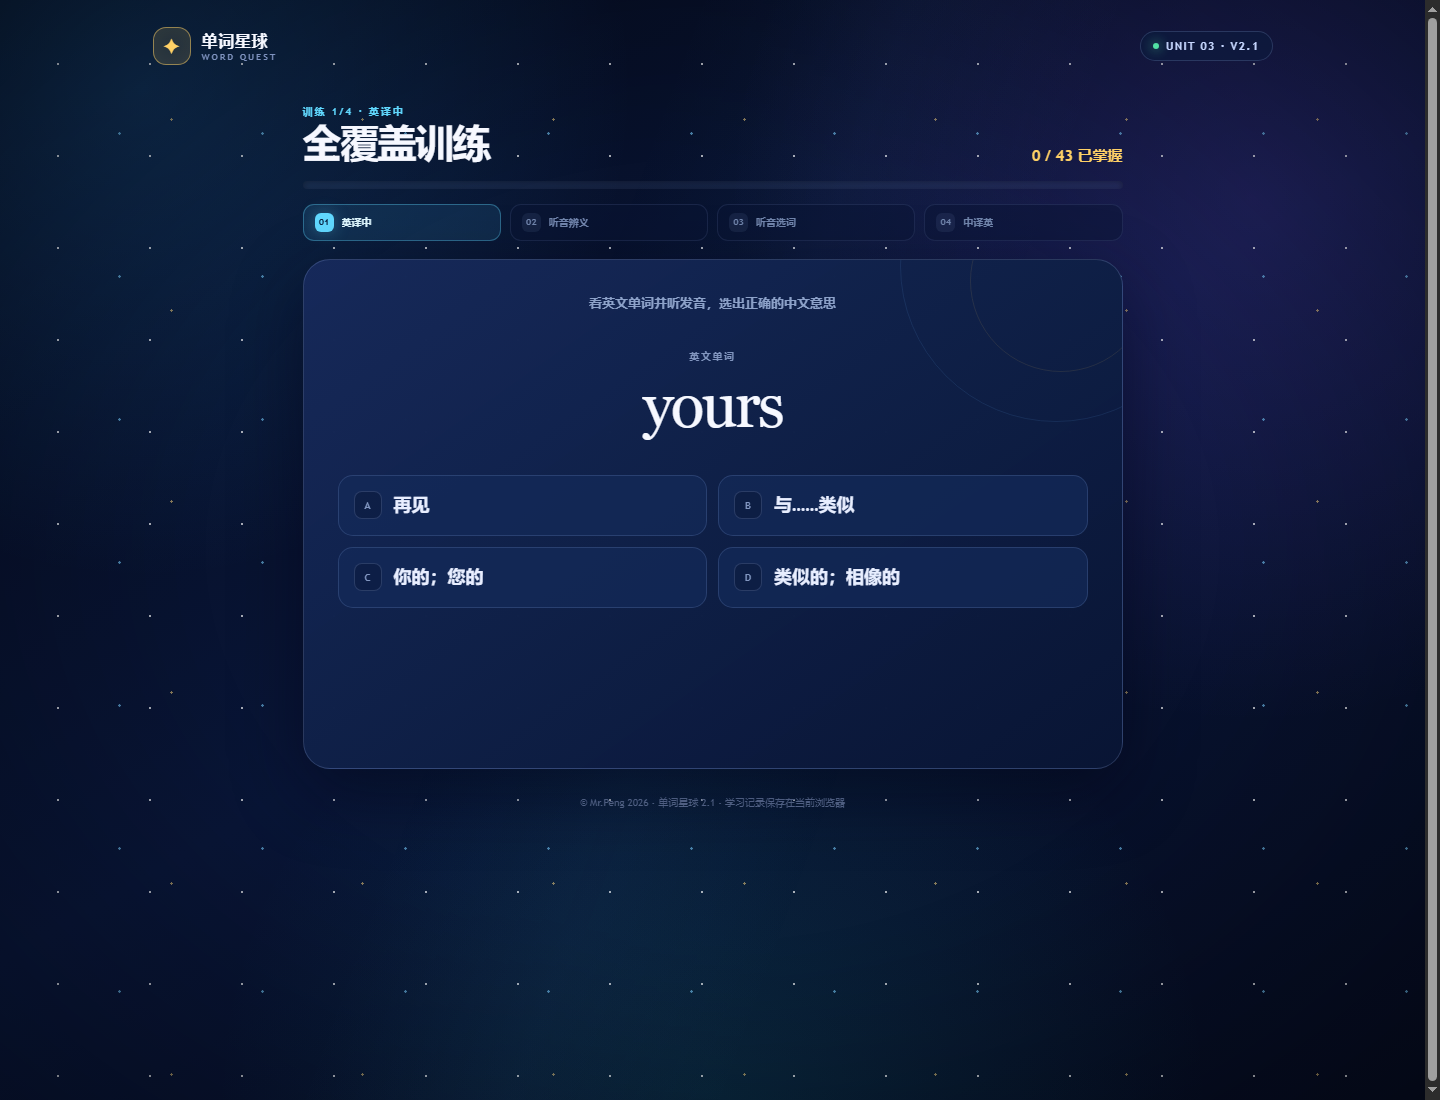 单词星球
WORD QUEST
UNIT 03 · V2.1
训练 1/4 · 英译中
全覆盖训练
0 / 43 已掌握
01 英译中
02 听音辨义
03 听音选词
04 中译英
看英文单词并听发音，选出正确的中文意思
英文单词
yours
A 再见
B 与……类似
C 你的；您的
D 类似的；相像的
© Mr.Peng 2026 · 单词星球 2.1 · 学习记录保存在当前浏览器